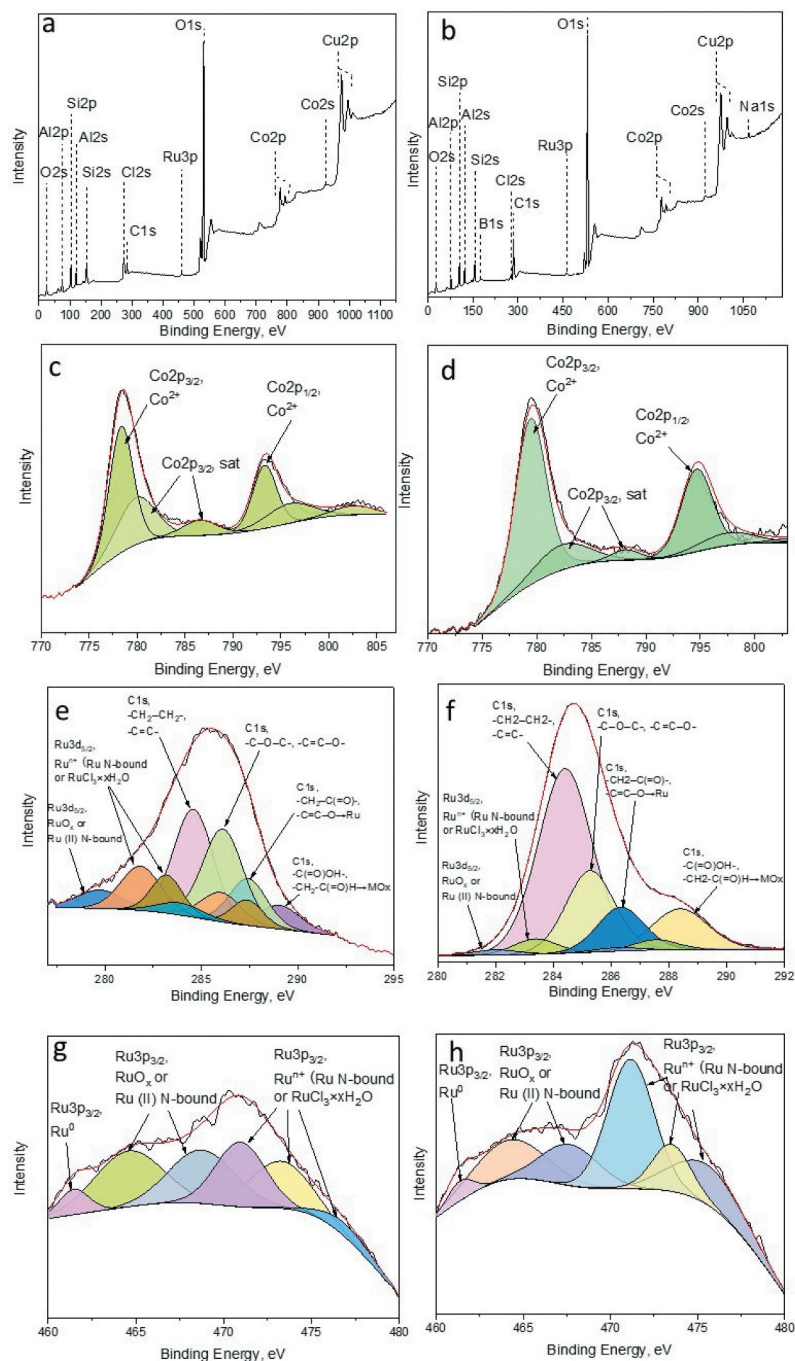 a
O1s
Cu2p
Si2p
Al2p
Al2s
Co2s
O2s
Si2s
Cl2s
Ru3p
Co2p
C1s
Intensity
0 100 200 300 400 500 600 700 800 900 1000 1100
Binding Energy, eV
b
O1s
Cu2p
Si2p
Al2p
Al2s
Co2s
Na1s
O2s
Si2s
Cl2s
Ru3p
Co2p
B1s
C1s
Intensity
0 150 300 450 600 750 900 1050
Binding Energy, eV
c
Co2p3/2,
Co2+
Co2p1/2,
Co2+
Co2p3/2, sat
Intensity
770 775 780 785 790 795 800 805
Binding Energy, eV
d
Co2p3/2,
Co2+
Co2p1/2,
Co2+
Co2p3/2, sat
Intensity
770 775 780 785 790 795 800
Binding Energy, eV
e
C1s,
-CH2-CH2-,
-C=C-
Ru3d5/2,
Run+ (Ru N-bound
or RuCl3×xH2O
C1s,
-C-O-C-, -C=C-O-
Ru3d5/2,
RuOx or
Ru (II) N-bound
C1s,
-CH2-C(=O)-,
-C=C-O→Ru
C1s,
-C(=O)OH-,
-CH2-C(=O)H→MOx
Intensity
280 285 290 295
Binding Energy, eV
f
C1s,
-CH2-CH2-,
-C=C-
C1s,
-C-O-C-, -C=C-O-
C1s,
-CH2-C(=O)-,
-C=C-O→Ru
Ru3d5/2,
Run+ (Ru N-bound
or RuCl3×xH2O
Ru3d5/2,
RuOx or
Ru (II) N-bound
C1s,
-C(=O)OH-,
-CH2-C(=O)H→MOx
Intensity
280 282 284 286 288 290 292
Binding Energy, eV
g
Ru3p3/2,
RuOx or
Ru (II) N-bound
Ru3p3/2,
Run+ (Ru N-bound
or RuCl3×xH2O
Ru3p3/2,
Ru0
Intensity
460 465 470 475 480
Binding Energy, eV
h
Ru3p3/2,
RuOx or
Ru (II) N-bound
Ru3p3/2,
Run+ (Ru N-bound
or RuCl3×xH2O
Ru3p3/2,
Ru0
Intensity
460 465 470 475 480
Binding Energy, eV